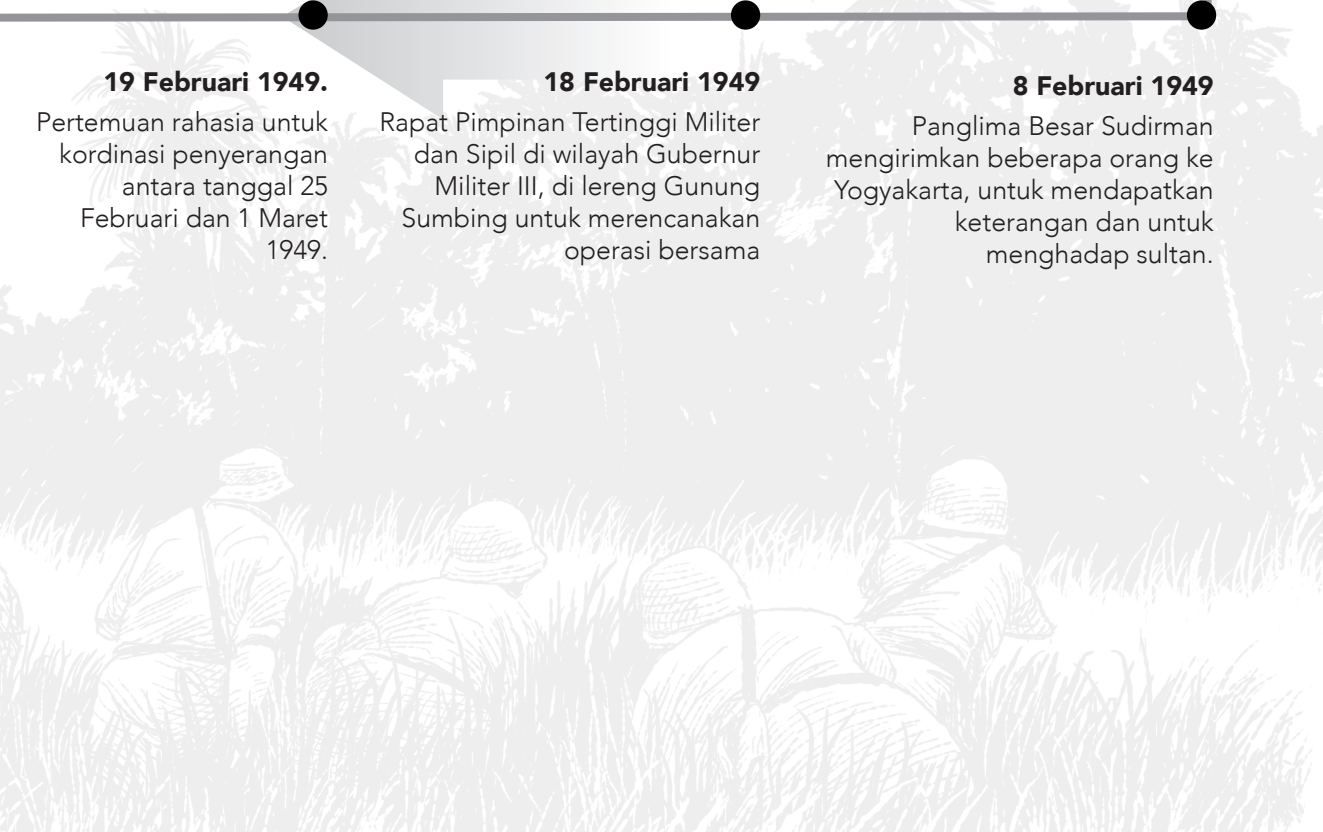 19 Februari 1949.
Pertemuan rahasia untuk
kordinasi penyerangan
antara tanggal 25
Februari dan 1 Maret
1949.
18 Februari 1949
Rapat Pimpinan Tertinggi Militer
dan Sipil di wilayah Gubernur
Militer III, di lereng Gunung
Sumbing untuk merencanakan
operasi bersama
8 Februari 1949
Panglima Besar Sudirman
mengirimkan beberapa orang ke
Yogyakarta, untuk mendapatkan
keterangan dan untuk
menghadap sultan.